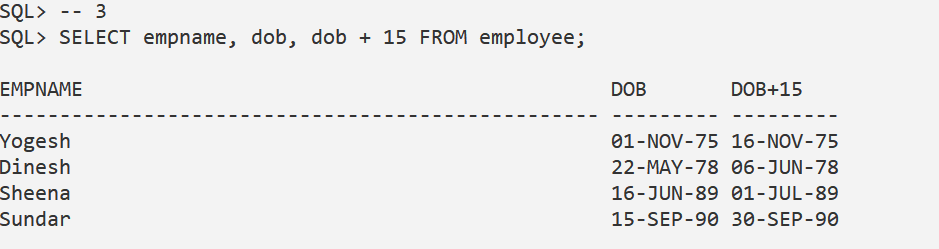 SQL> -- 3
SQL> SELECT empname, dob, dob + 15 FROM employee;
EMPNAME                                            DOB       DOB+15
-------------------------------------------------- --------- ---------
Yogesh                                             01-NOV-75 16-NOV-75
Dinesh                                             22-MAY-78 06-JUN-78
Sheena                                             16-JUN-89 01-JUL-89
Sundar                                             15-SEP-90 30-SEP-90